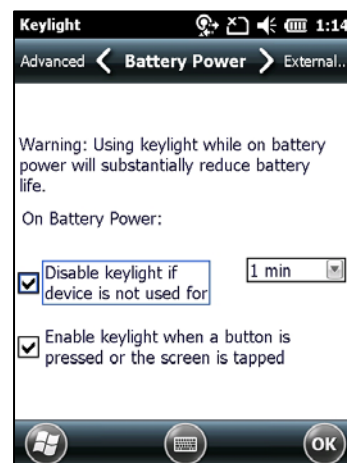 Keylight 1:14
Advanced Battery Power External..
Warning: Using keylight while on battery
power will substantially reduce battery
life.
On Battery Power:
Disable keylight if
device is not used for
1 min
Enable keylight when a button is
pressed or the screen is tapped
OK